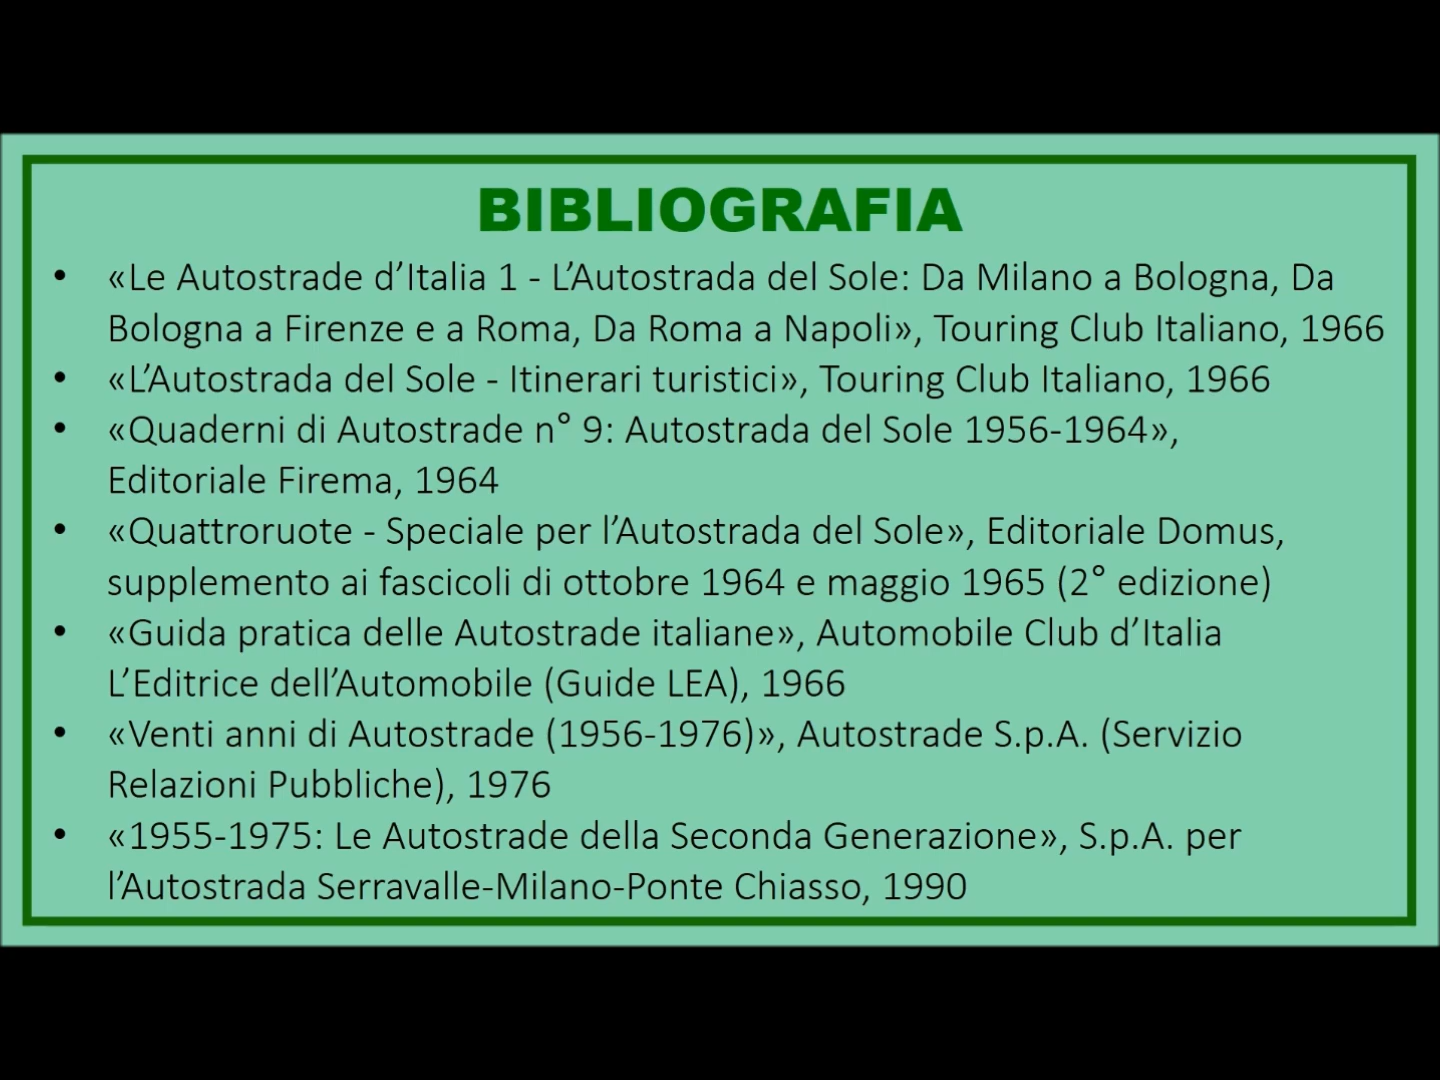 BIBLIOGRAFIA
• «Le Autostrade d’Italia 1 - L’Autostrada del Sole: Da Milano a Bologna, Da
Bologna a Firenze e a Roma, Da Roma a Napoli», Touring Club Italiano, 1966
• «L’Autostrada del Sole - Itinerari turistici», Touring Club Italiano, 1966
• «Quaderni di Autostrade n° 9: Autostrada del Sole 1956-1964»,
Editoriale Firema, 1964
• «Quattroruote - Speciale per l’Autostrada del Sole», Editoriale Domus,
supplemento ai fascicoli di ottobre 1964 e maggio 1965 (2° edizione)
• «Guida pratica delle Autostrade italiane», Automobile Club d’Italia
L’Editrice dell’Automobile (Guide LEA), 1966
• «Venti anni di Autostrade (1956-1976)», Autostrade S.p.A. (Servizio
Relazioni Pubbliche), 1976
• «1955-1975: Le Autostrade della Seconda Generazione», S.p.A. per
l’Autostrada Serravalle-Milano-Ponte Chiasso, 1990